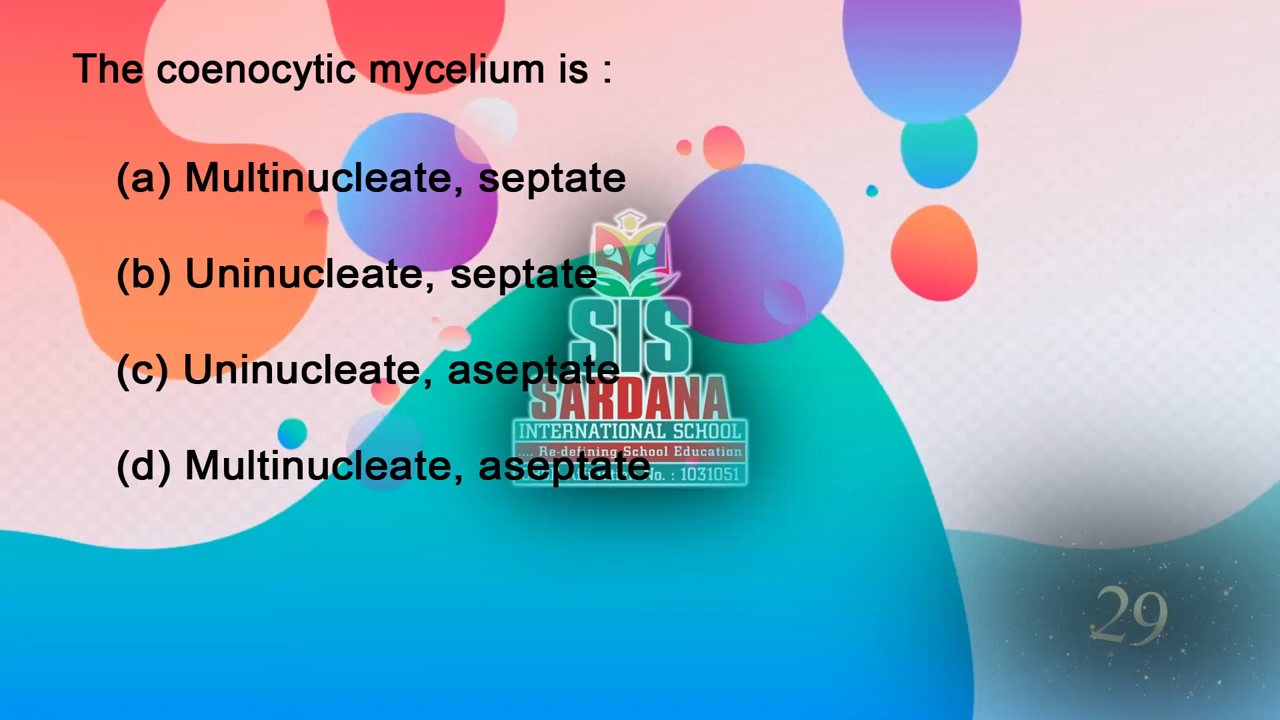 The coenocytic mycelium is :
(a) Multinucleate, septate
(b) Uninucleate, septate
(c) Uninucleate, aseptate
(d) Multinucleate, aseptate
SIS
SARDANA
INTERNATIONAL SCHOOL
.... Re-defining School Education
No. : 1031051
29